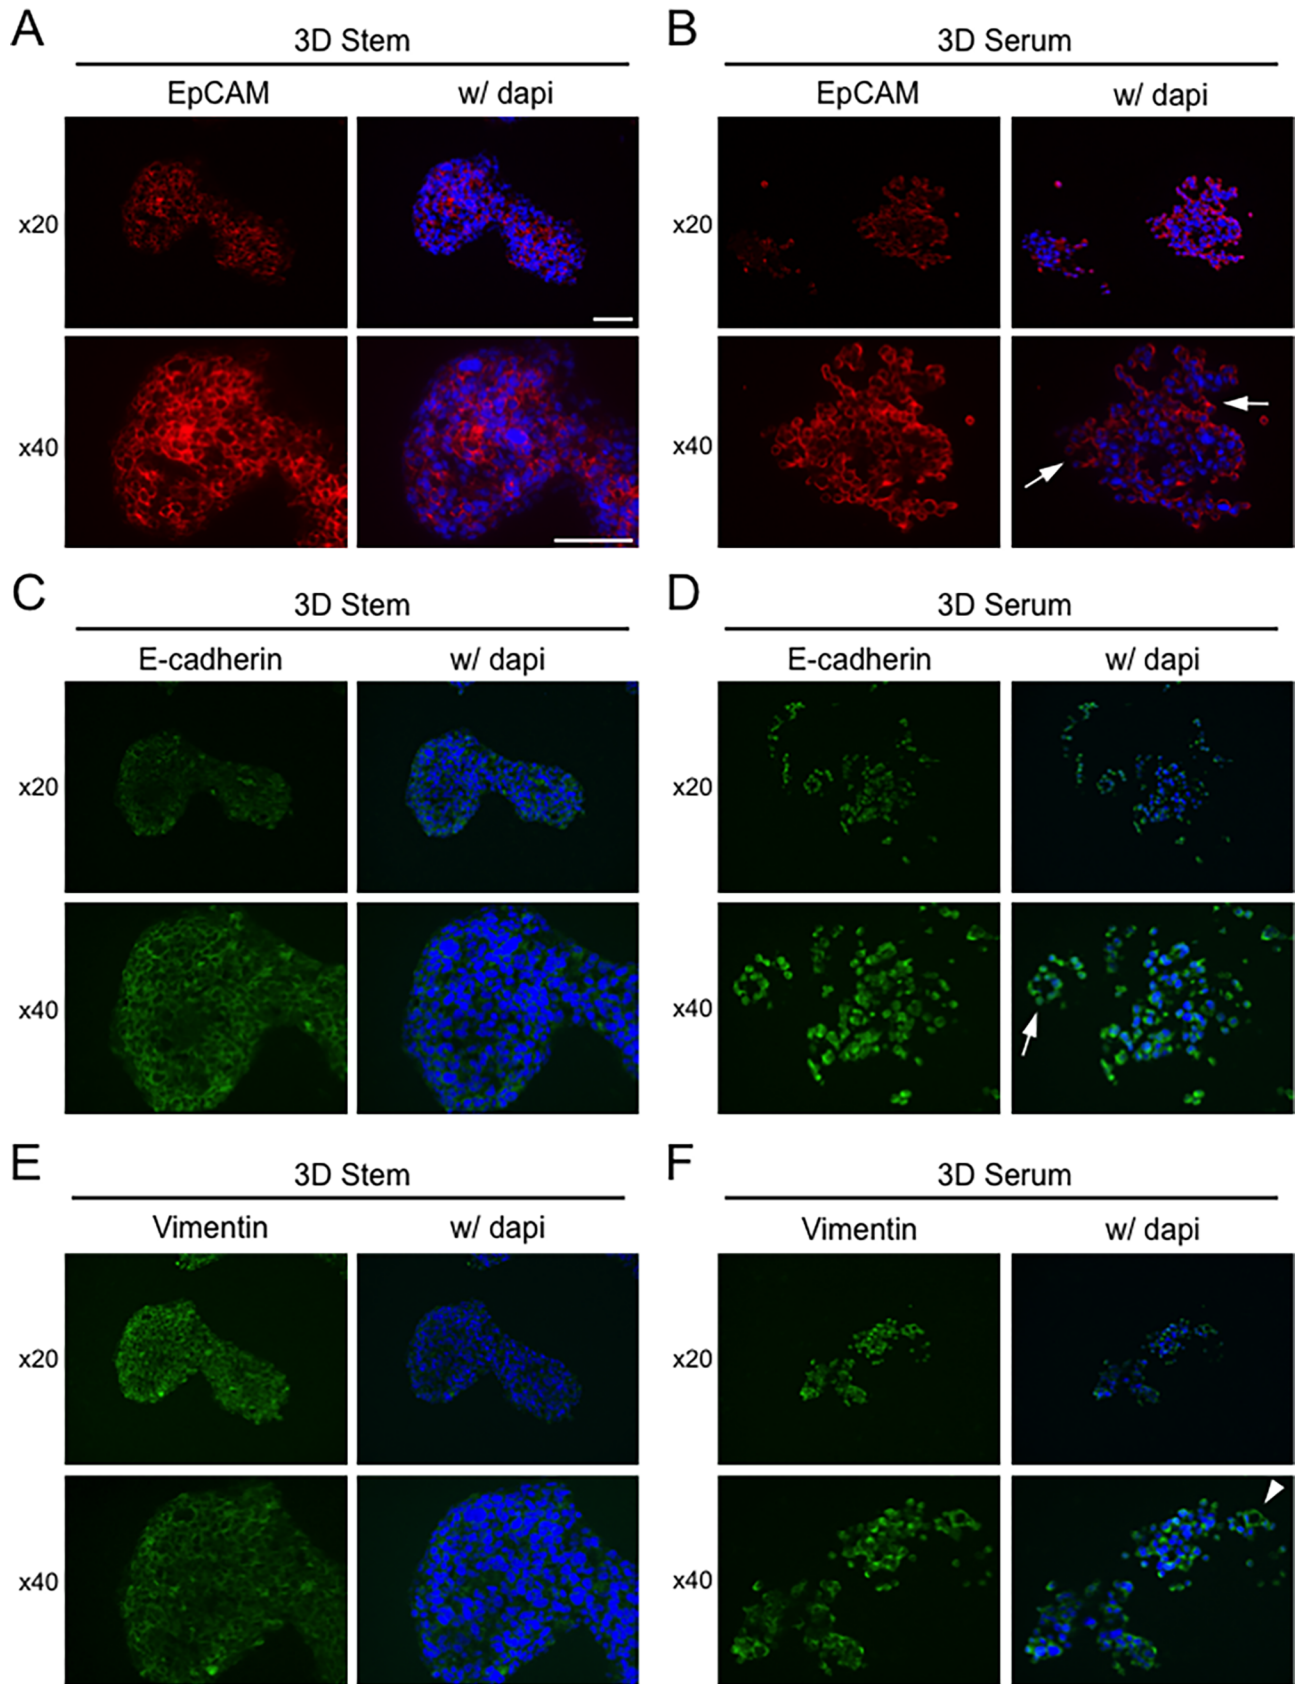 A
3D Stem
EpCAM w/ dapi
x20
x40
B
3D Serum
EpCAM w/ dapi
x20
x40
C
3D Stem
E-cadherin w/ dapi
x20
x40
D
3D Serum
E-cadherin w/ dapi
x20
x40
E
3D Stem
Vimentin w/ dapi
x20
x40
F
3D Serum
Vimentin w/ dapi
x20
x40